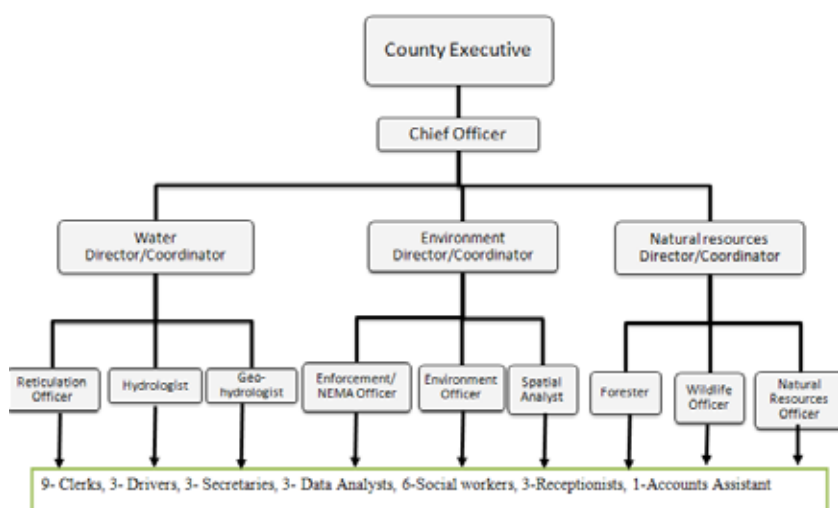 County Executive
Chief Officer
Water
Director/Coordinator
Environment
Director/Coordinator
Natural resources
Director/Coordinator
Reticulation
Officer
Hydrologist
Geo-
hydrologist
Enforcement/
NEMA Officer
Environment
Officer
Spatial
Analyst
Forester
Wildlife
Officer
Natural
Resources
Officer
9- Clerks, 3- Drivers, 3- Secretaries, 3- Data Analysts, 6-Social workers, 3-Receptionists, 1-Accounts Assistant